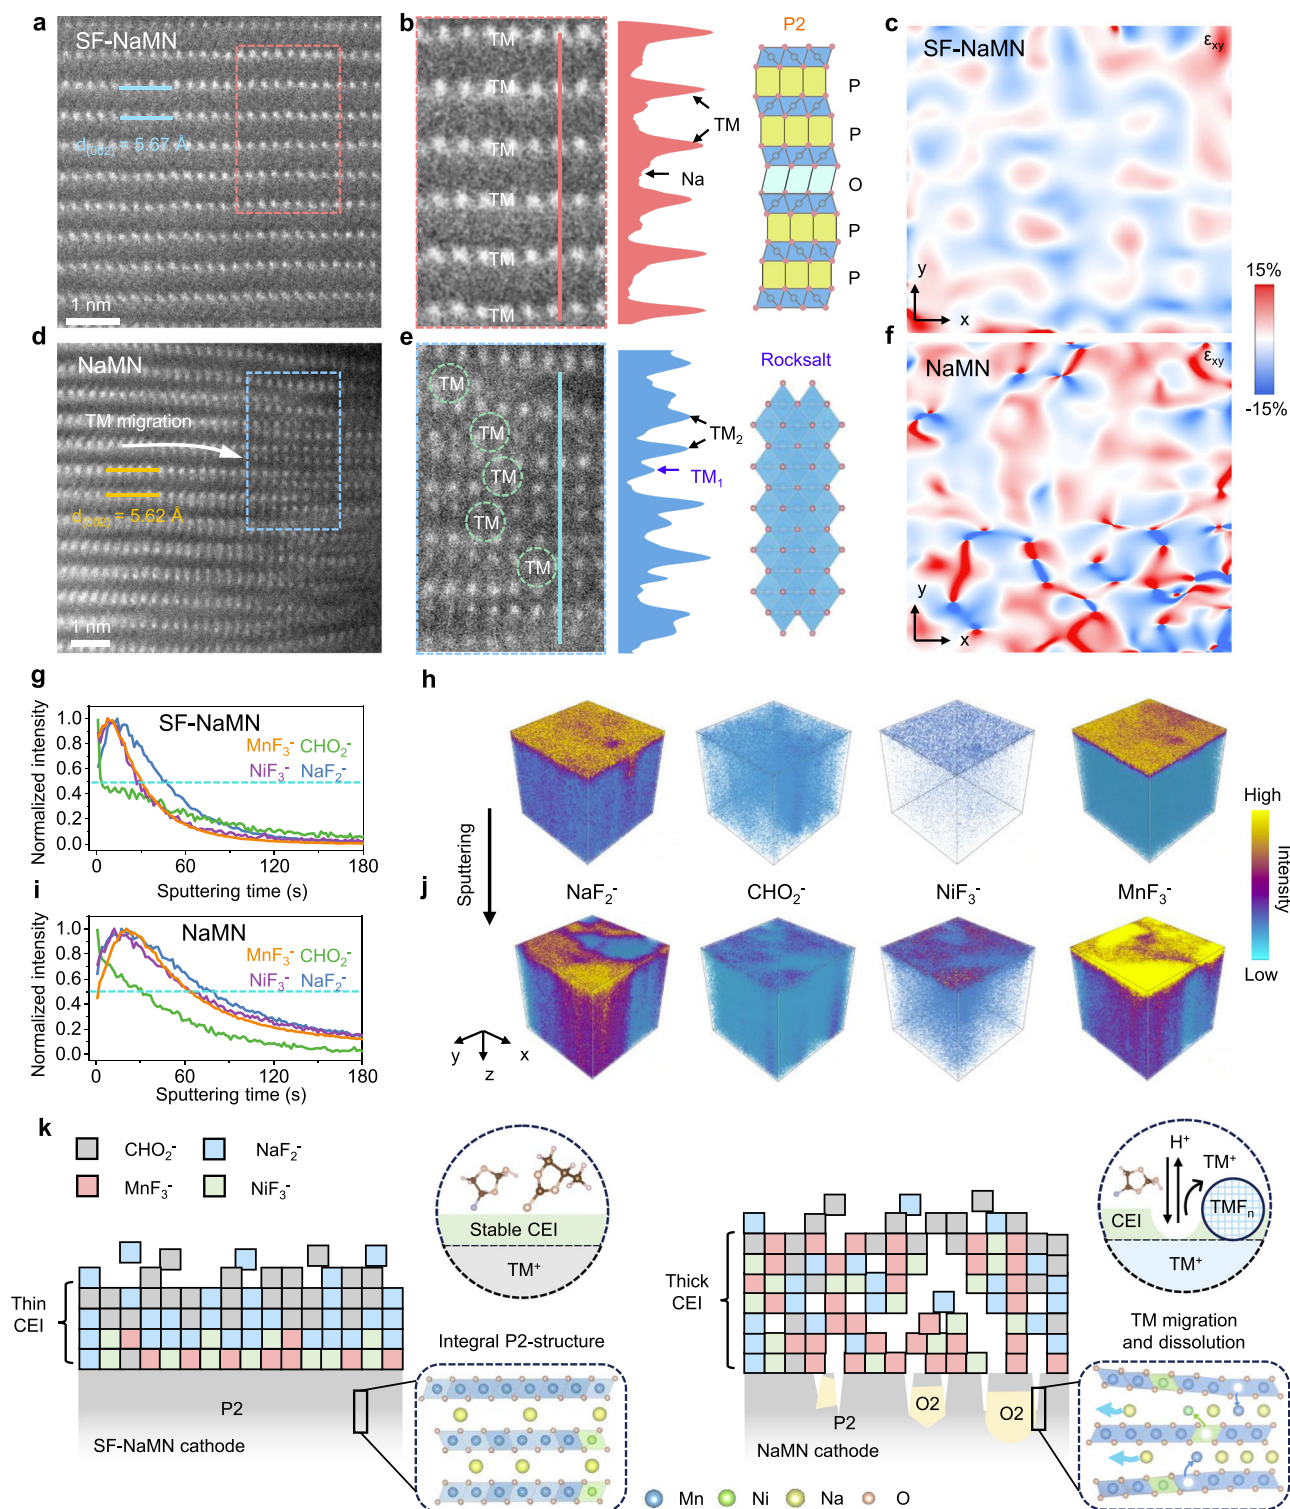 a
SF-NaMN
d(002) = 5.67 Å
1 nm
b
TM
TM
TM
TM
TM
TM
TM
Na
P2
P
P
O
P
P
c
SF-NaMN
εxy
y
x
15%
-15%
d
NaMN
TM migration
d(002) = 5.62 Å
1 nm
e
TM
TM
TM
TM
TM
TM₂
TM₁
Rocksalt
f
NaMN
εxy
y
x
g
SF-NaMN
MnF₃⁻ CHO₂⁻
NiF₃⁻ NaF₂⁻
Normalized intensity
1.0
0.8
0.6
0.4
0.2
0.0
0 60 120 180
Sputtering time (s)
h
Sputtering
High
Intensity
Low
i
NaMN
MnF₃⁻ CHO₂⁻
NiF₃⁻ NaF₂⁻
Normalized intensity
1.0
0.8
0.6
0.4
0.2
0.0
0 60 120 180
Sputtering time (s)
j
NaF₂⁻ CHO₂⁻ NiF₃⁻ MnF₃⁻
y x
z
k
CHO₂⁻ NaF₂⁻
MnF₃⁻ NiF₃⁻
Stable CEI
TM⁺
Thin
CEI
Integral P2-structure
P2
SF-NaMN cathode
H⁺
TM⁺
CEI
TMFₙ
TM⁺
Thick
CEI
TM migration
and dissolution
O2
O2
P2
NaMN cathode
Mn Ni Na O